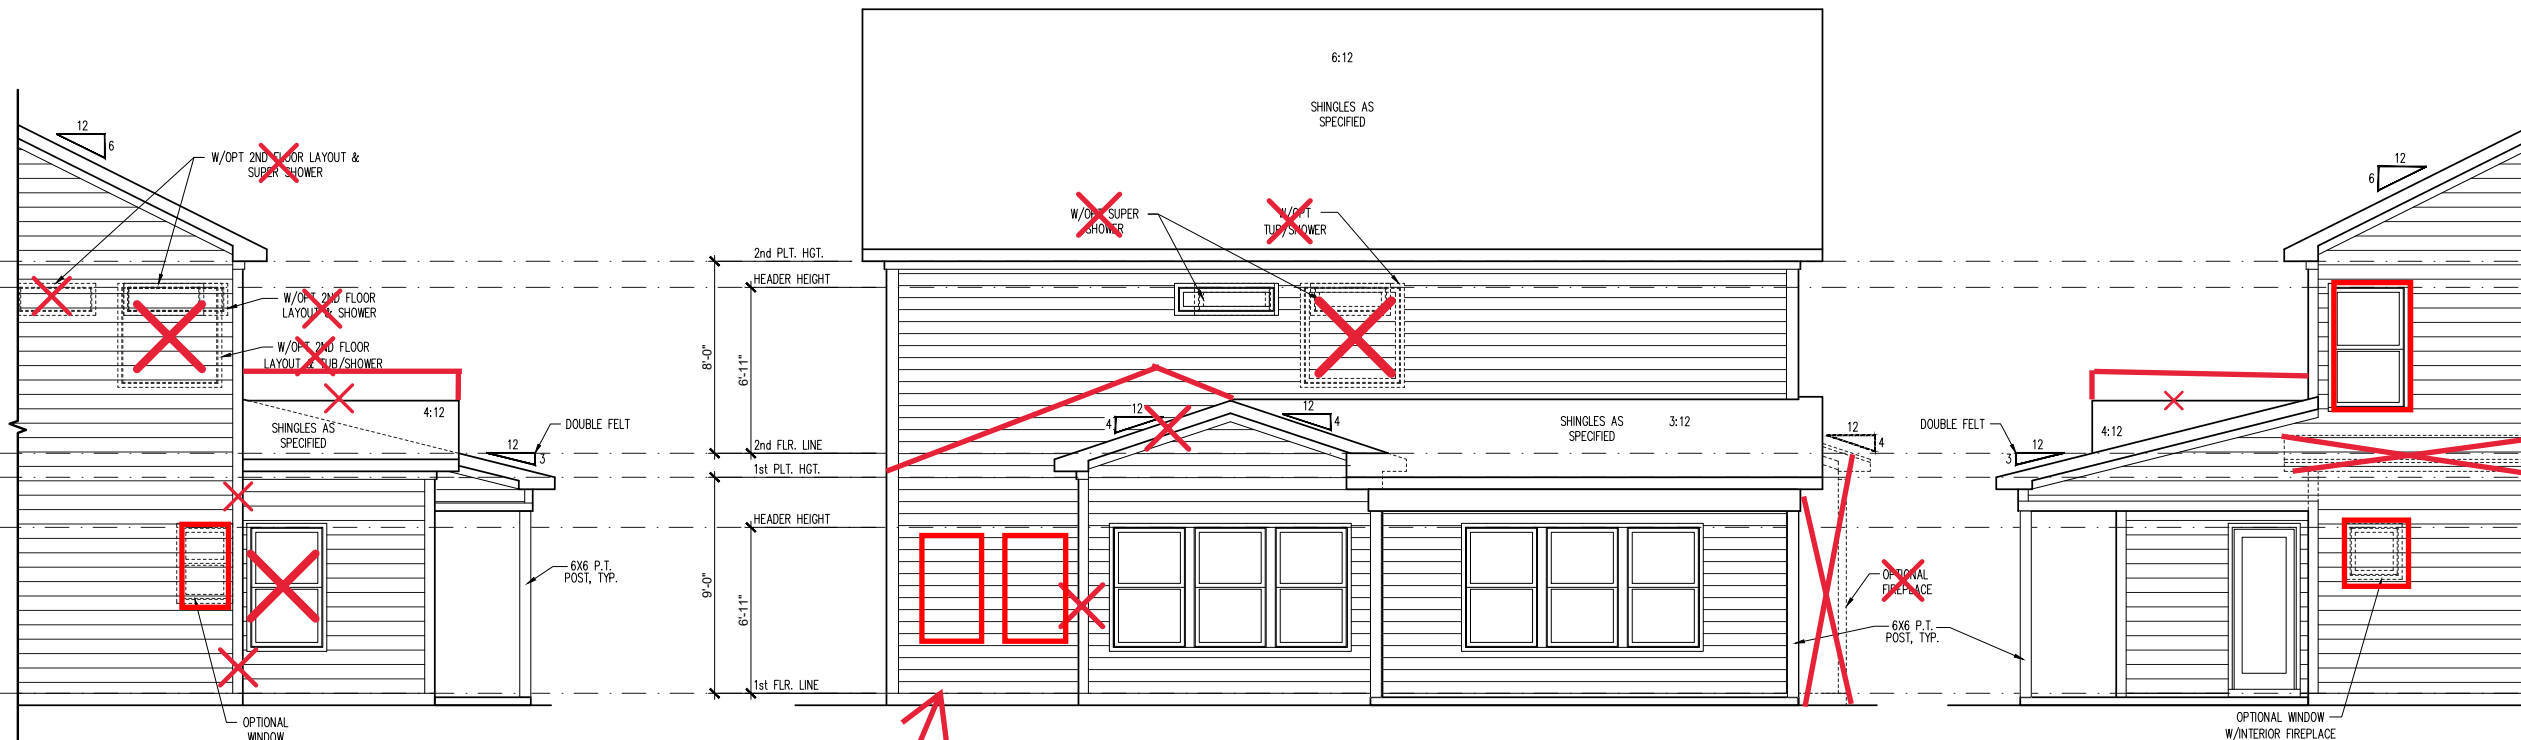 12
6
W/OPT 2ND FLOOR LAYOUT &
SUPER SHOWER
W/OPT 2ND FLOOR
LAYOUT & SHOWER
W/OPT 2ND FLOOR
LAYOUT & TUB/SHOWER
4:12
SHINGLES AS
SPECIFIED
12
3
DOUBLE FELT
6X6 P.T.
POST, TYP.
OPTIONAL
WINDOW
6:12
SHINGLES AS
SPECIFIED
W/OPT SUPER
SHOWER
W/OPT
TUB/SHOWER
2nd PLT. HGT.
HEADER HEIGHT
8'-0"
6'-11"
2nd FLR. LINE
1st PLT. HGT.
HEADER HEIGHT
9'-0"
6'-11"
1st FLR. LINE
12
4
12
4
SHINGLES AS
SPECIFIED
3:12
12
4
OPTIONAL
FIREPLACE
6X6 P.T.
POST, TYP.
12
6
DOUBLE FELT
12
3
4:12
OPTIONAL WINDOW
W/INTERIOR FIREPLACE